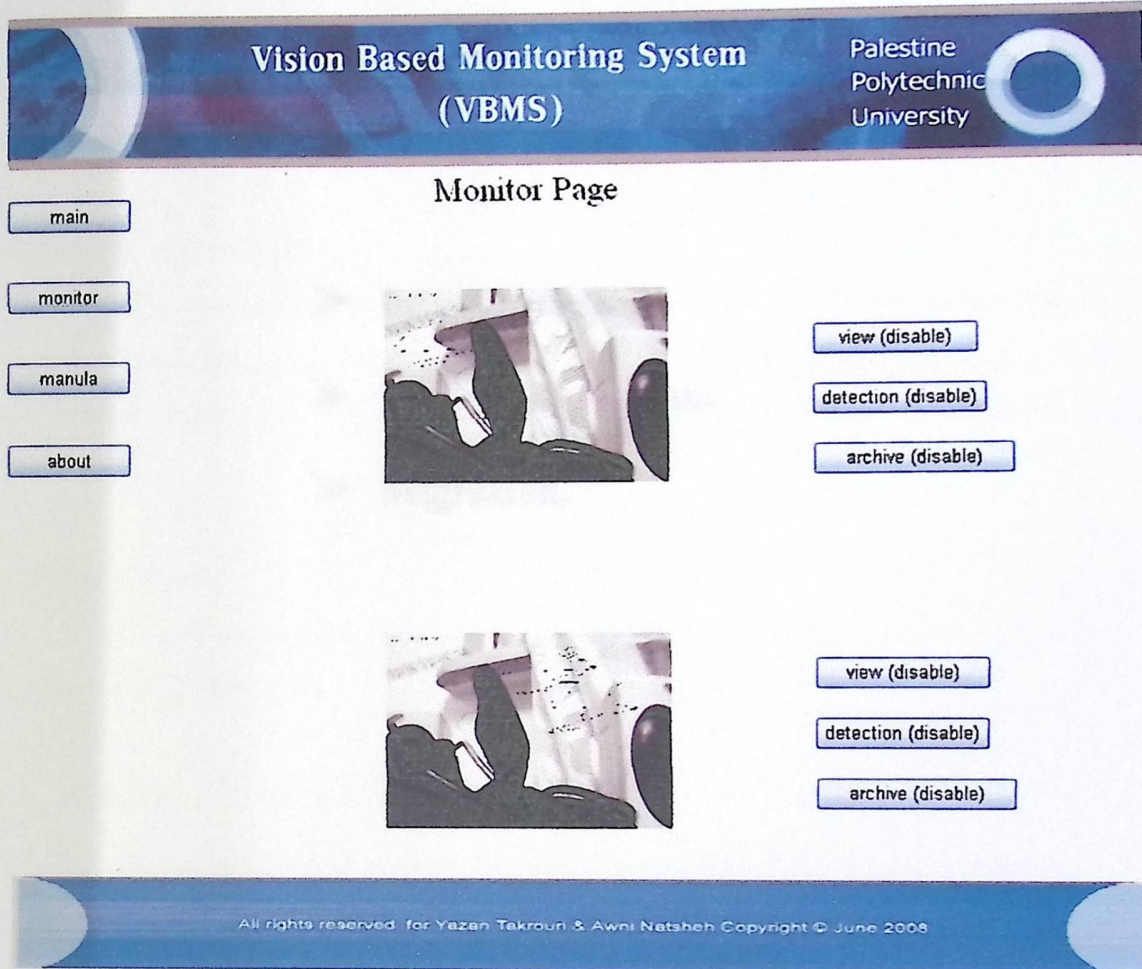 Vision Based Monitoring System
(VBMS)
Palestine
Polytechnic
University
Monitor Page
main
monitor
manula
about
view (disable)
detection (disable)
archive (disable)
view (disable)
detection (disable)
archive (disable)
All rights reserved for Yazan Takrouri & Awni Natsheh Copyright © June 2008